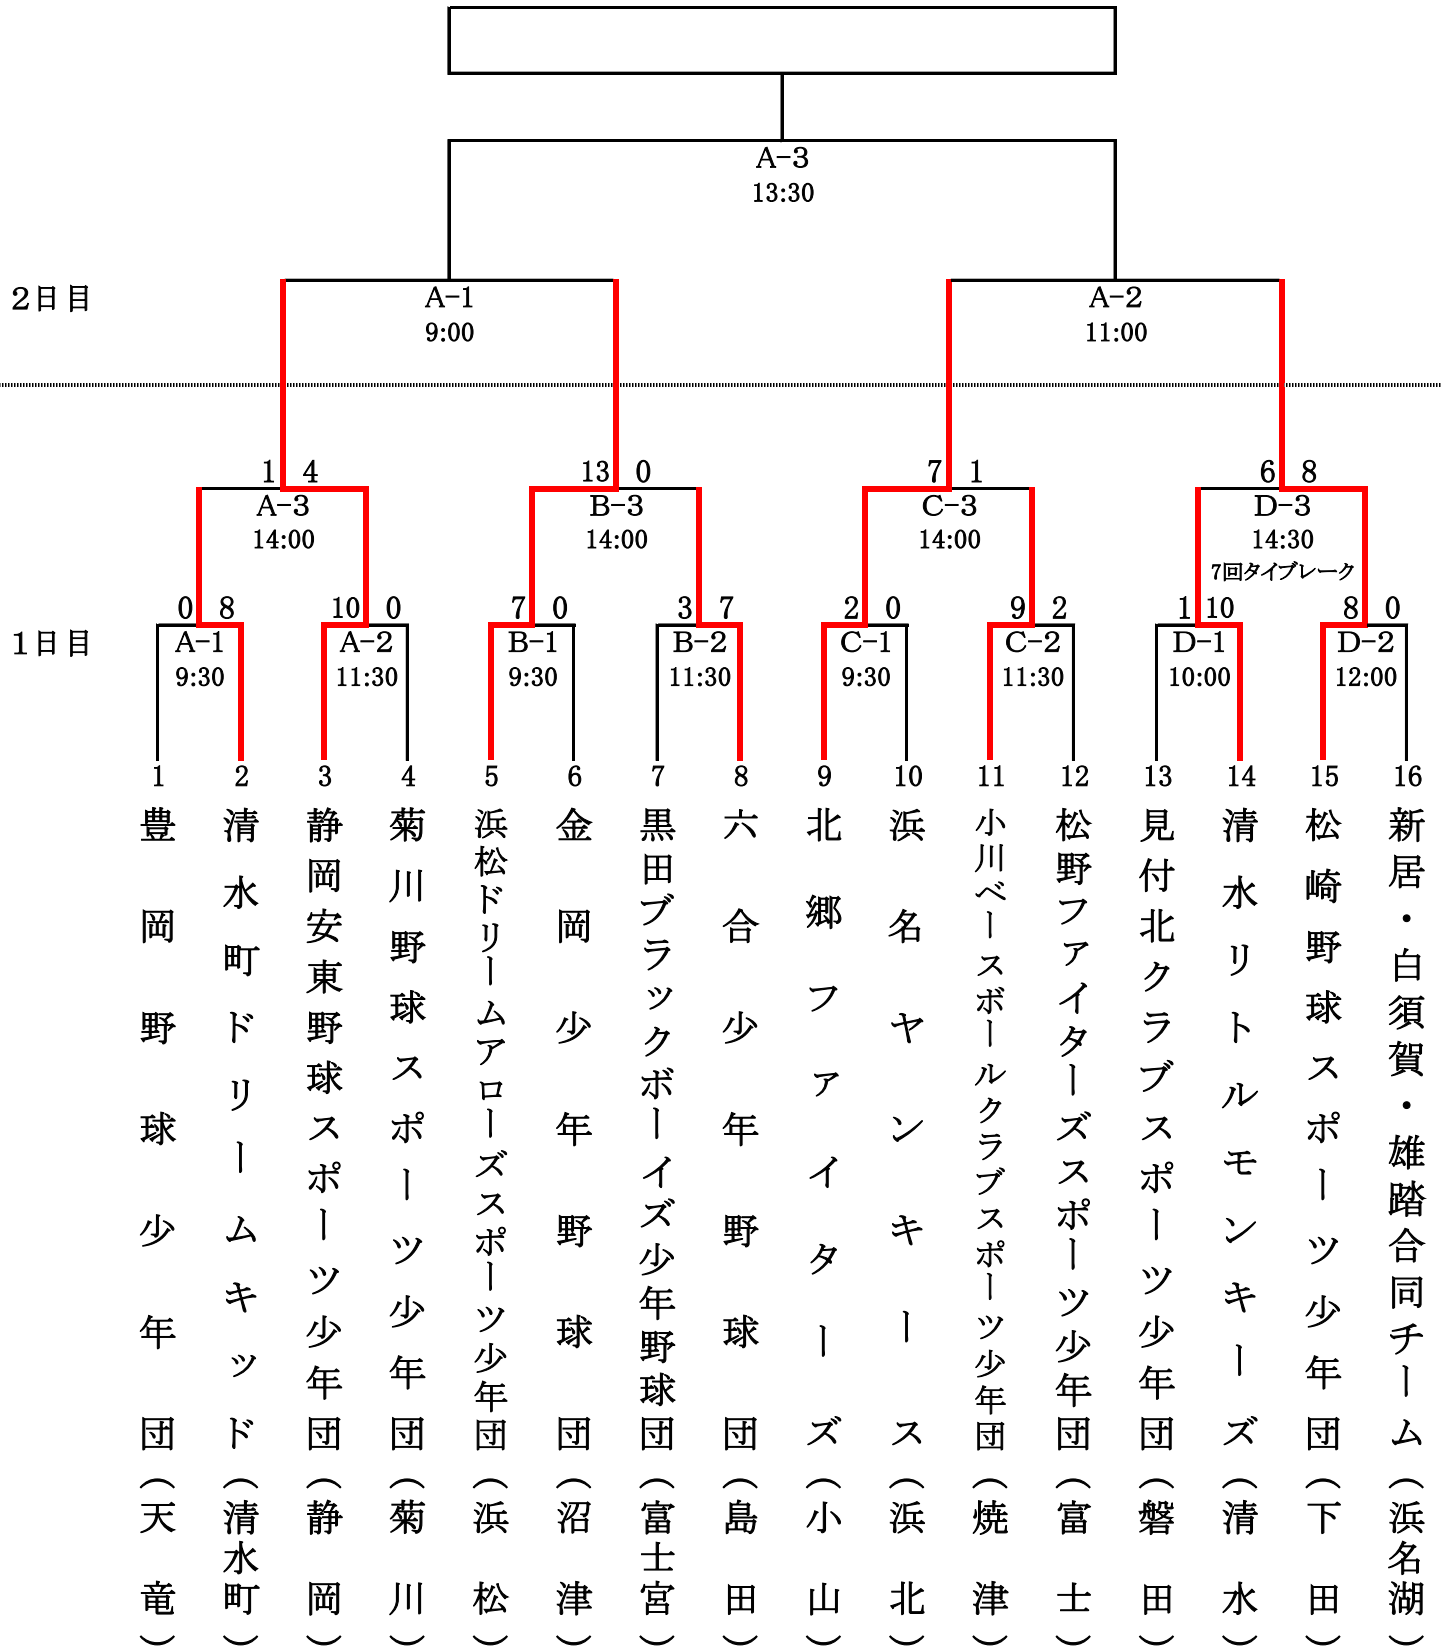 A-3
13:30
2日目
A-1
9:00
A-2
11:00
1 4
13 0
7 1
6 8
A-3
14:00
B-3
14:00
C-3
14:00
D-3
14:30
7回タイブレーク
1日目
0 8
10 0
7 0
3 7
2 0
9 2
1 10
8 0
A-1
9:30
A-2
11:30
B-1
9:30
B-2
11:30
C-1
9:30
C-2
11:30
D-1
10:00
D-2
12:00
1
豊岡野球少年団(天竜)
2
清水町ドリームキッド(清水町)
3
静岡安東野球スポーツ少年団(静岡)
4
菊川野球スポーツ少年団(菊川)
5
浜松ドリームアローズスポーツ少年団(浜松)
6
金岡少年野球団(沼津)
7
黒田ブラックボーイズ少年野球団(富士宮)
8
六合少年野球団(島田)
9
北郷ファイターズ(小山)
10
浜名ヤンキース(浜北)
11
小川ベースボールクラブスポーツ少年団(焼津)
12
松野ファイターズスポーツ少年団(富士)
13
見付北クラブスポーツ少年団(磐田)
14
清水リトルモンキーズ(清水)
15
松崎野球スポーツ少年団(下田)
16
新居・白須賀・雄踏合同チーム(浜名湖)